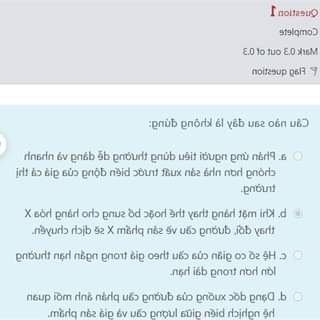 Question 1
Complete
Mark 0.3 out of 0.3
Flag question
Câu nào sau đây là không đúng:
a. Phản ứng người tiêu dùng thường dễ dàng và nhanh
chóng hơn nhà sản xuất trước biến động của giá cả thị
trường.
b. Khi mặt hàng thay thế hoặc bổ sung cho hàng hóa X
thay đổi, đường cầu về sản phẩm X sẽ dịch chuyển.
c. Hệ số co giãn của cầu theo giá trong ngắn hạn thường
lớn hơn trong dài hạn.
d. Dạng dốc xuống của đường cầu phản ánh mối quan
hệ nghịch biến giữa lượng cầu và giá sản phẩm.